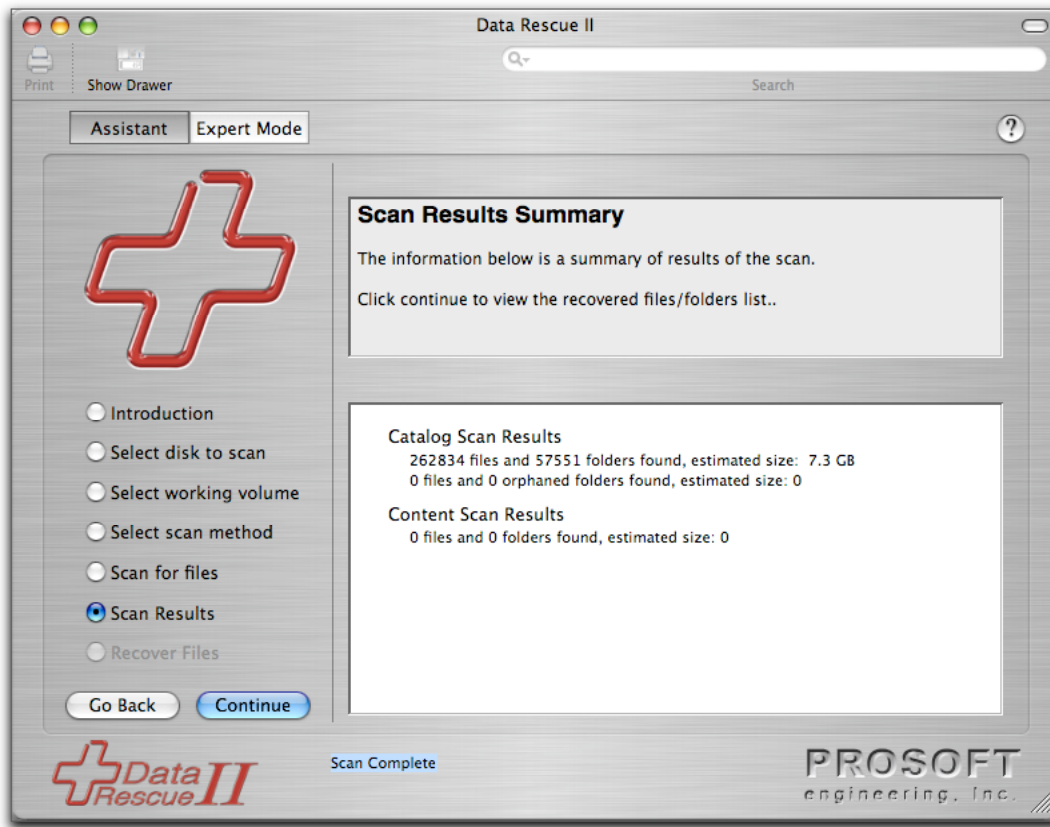 Data Rescue II
Print
Show Drawer
Search
Assistant
Expert Mode
?
Scan Results Summary
The information below is a summary of results of the scan.
Click continue to view the recovered files/folders list..
Introduction
Select disk to scan
Select working volume
Select scan method
Scan for files
Scan Results
Recover Files
Go Back
Continue
Catalog Scan Results
262834 files and 57551 folders found, estimated size: 7.3 GB
0 files and 0 orphaned folders found, estimated size: 0
Content Scan Results
0 files and 0 folders found, estimated size: 0
Data
Rescue II
Scan Complete
PROSOFT
engineering, Inc.